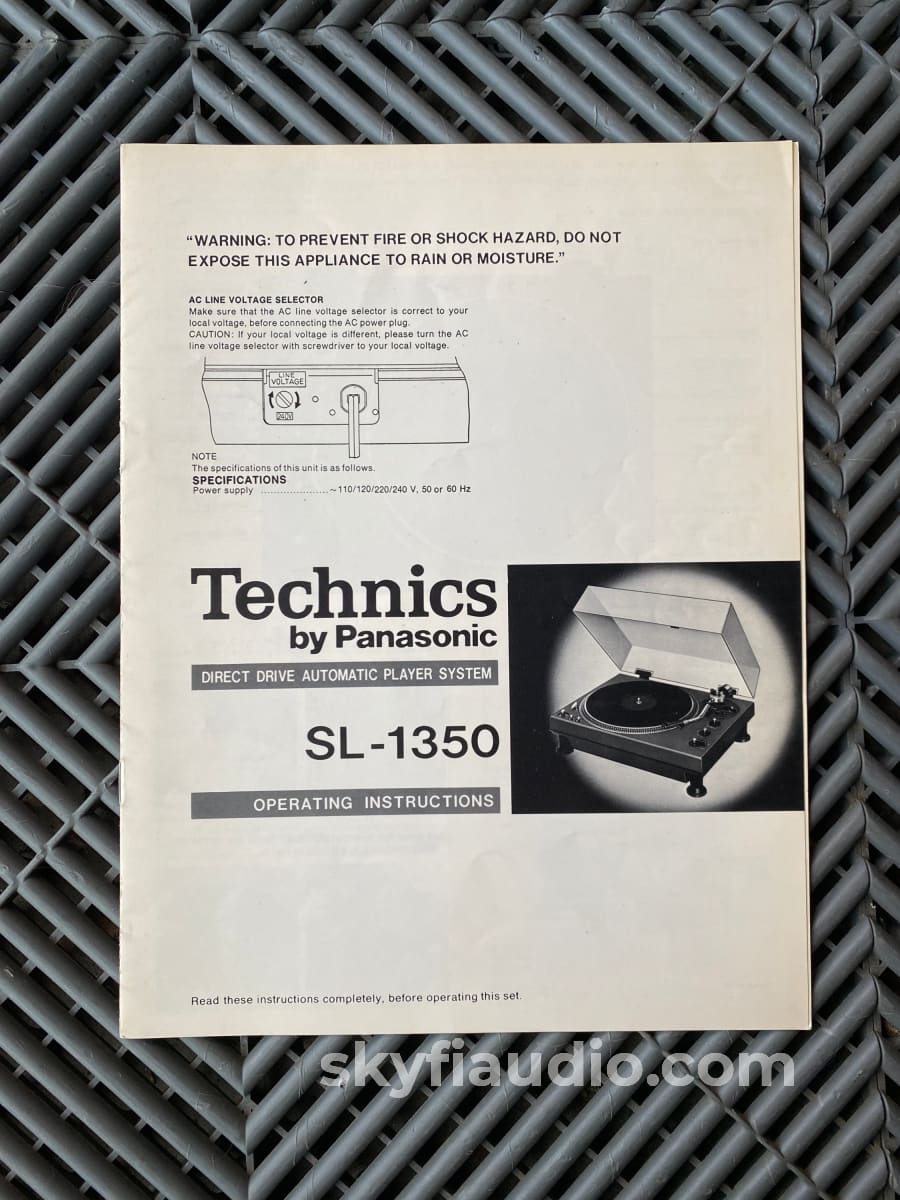 “WARNING: TO PREVENT FIRE OR SHOCK HAZARD, DO NOT
EXPOSE THIS APPLIANCE TO RAIN OR MOISTURE.”
AC LINE VOLTAGE SELECTOR
Make sure that the AC line voltage selector is correct to your
local voltage, before connecting the AC power plug.
CAUTION: If your local voltage is different, please turn the AC
line voltage selector with screwdriver to your local voltage.
LINE
VOLTAGE
240V
NOTE
The specifications of this unit is as follows.
SPECIFICATIONS
Power supply ......................~110/120/220/240 V, 50 or 60 Hz
Technics
by Panasonic
DIRECT DRIVE AUTOMATIC PLAYER SYSTEM
SL-1350
OPERATING INSTRUCTIONS
Read these instructions completely, before operating this set.
skyfiaudio.com